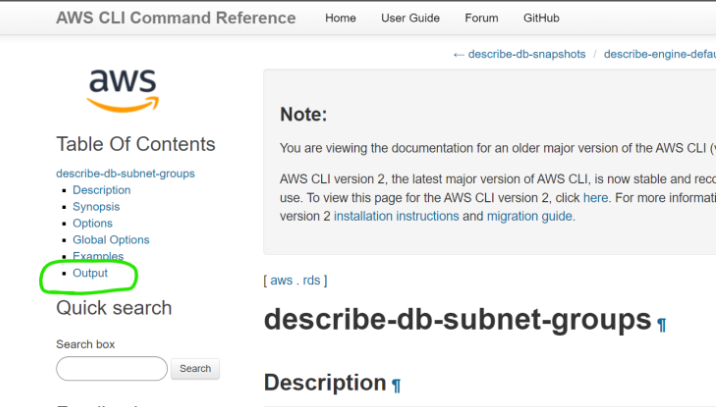 AWS CLI Command Reference Home User Guide Forum GitHub
← describe-db-snapshots / describe-engine-
aws
Table Of Contents
describe-db-subnet-groups
Description
Synopsis
Options
Global Options
Examples
Output
Quick search
Search box
Search
Note:
You are viewing the documentation for an older major version of the AWS CLI
AWS CLI version 2, the latest major version of AWS CLI, is now stable and
use. To view this page for the AWS CLI version 2, click here. For more
version 2 installation instructions and migration guide.
[ aws . rds ]
describe-db-subnet-groups ¶
Description ¶